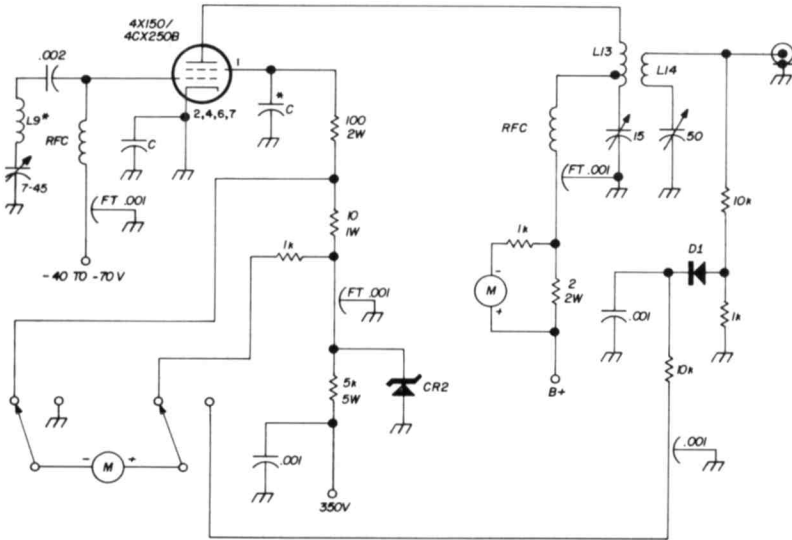 4X150/
4CX250B
.002
1
*
C
L9*
RFC
2,4,6,7
C
7-45
FT .001
-40 TO -70V
100
2W
10
1W
1k
FT .001
5k
5W
CR2
.001
350V
- M +
L13
L14
RFC
15
50
FT .001
1k
-
M
+
2
2W
B+
10k
D1
.001
1k
10k
.001